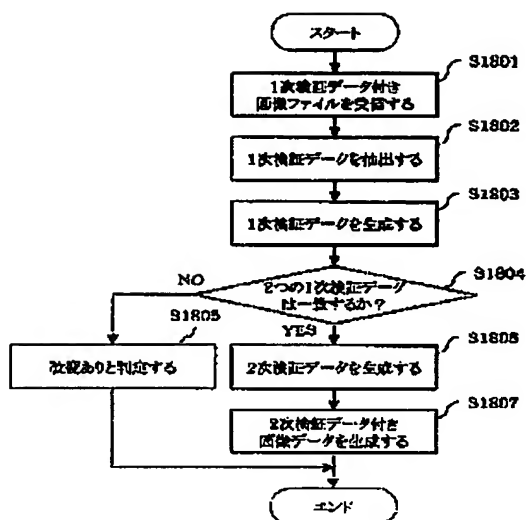 スタート
S1801
1次検証データ付き
画像ファイルを受信する
S1802
1次検証データを抽出する
S1803
1次検証データを生成する
S1804
2つの1次検証データ
は一致するか?
NO
YES
S1805
改竄ありと判定する
S1806
2次検証データを生成する
S1807
2次検証データ付き
画像データを生成する
エンド